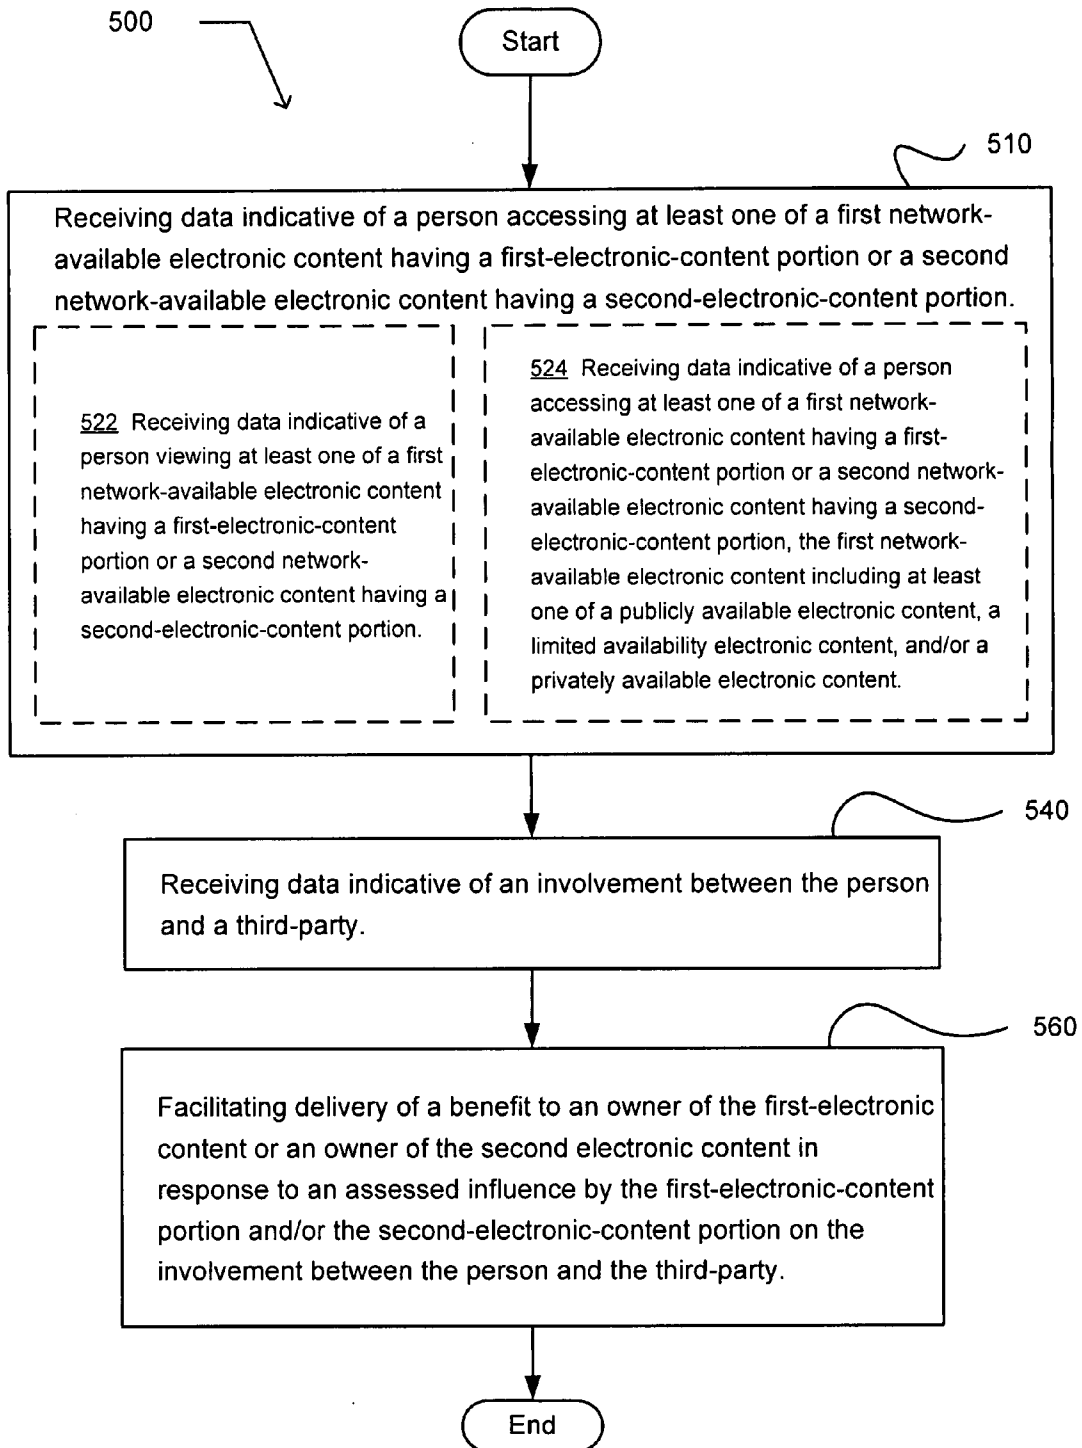 500
Start
510
Receiving data indicative of a person accessing at least one of a first network-
available electronic content having a first-electronic-content portion or a second
network-available electronic content having a second-electronic-content portion.
522 Receiving data indicative of a
person viewing at least one of a first
network-available electronic content
having a first-electronic-content
portion or a second network-
available electronic content having a
second-electronic-content portion.
524 Receiving data indicative of a person
accessing at least one of a first network-
available electronic content having a first-
electronic-content portion or a second network-
available electronic content having a second-
electronic-content portion, the first network-
available electronic content including at least
one of a publicly available electronic content, a
limited availability electronic content, and/or a
privately available electronic content.
540
Receiving data indicative of an involvement between the person
and a third-party.
560
Facilitating delivery of a benefit to an owner of the first-electronic
content or an owner of the second electronic content in
response to an assessed influence by the first-electronic-content
portion and/or the second-electronic-content portion on the
involvement between the person and the third-party.
End